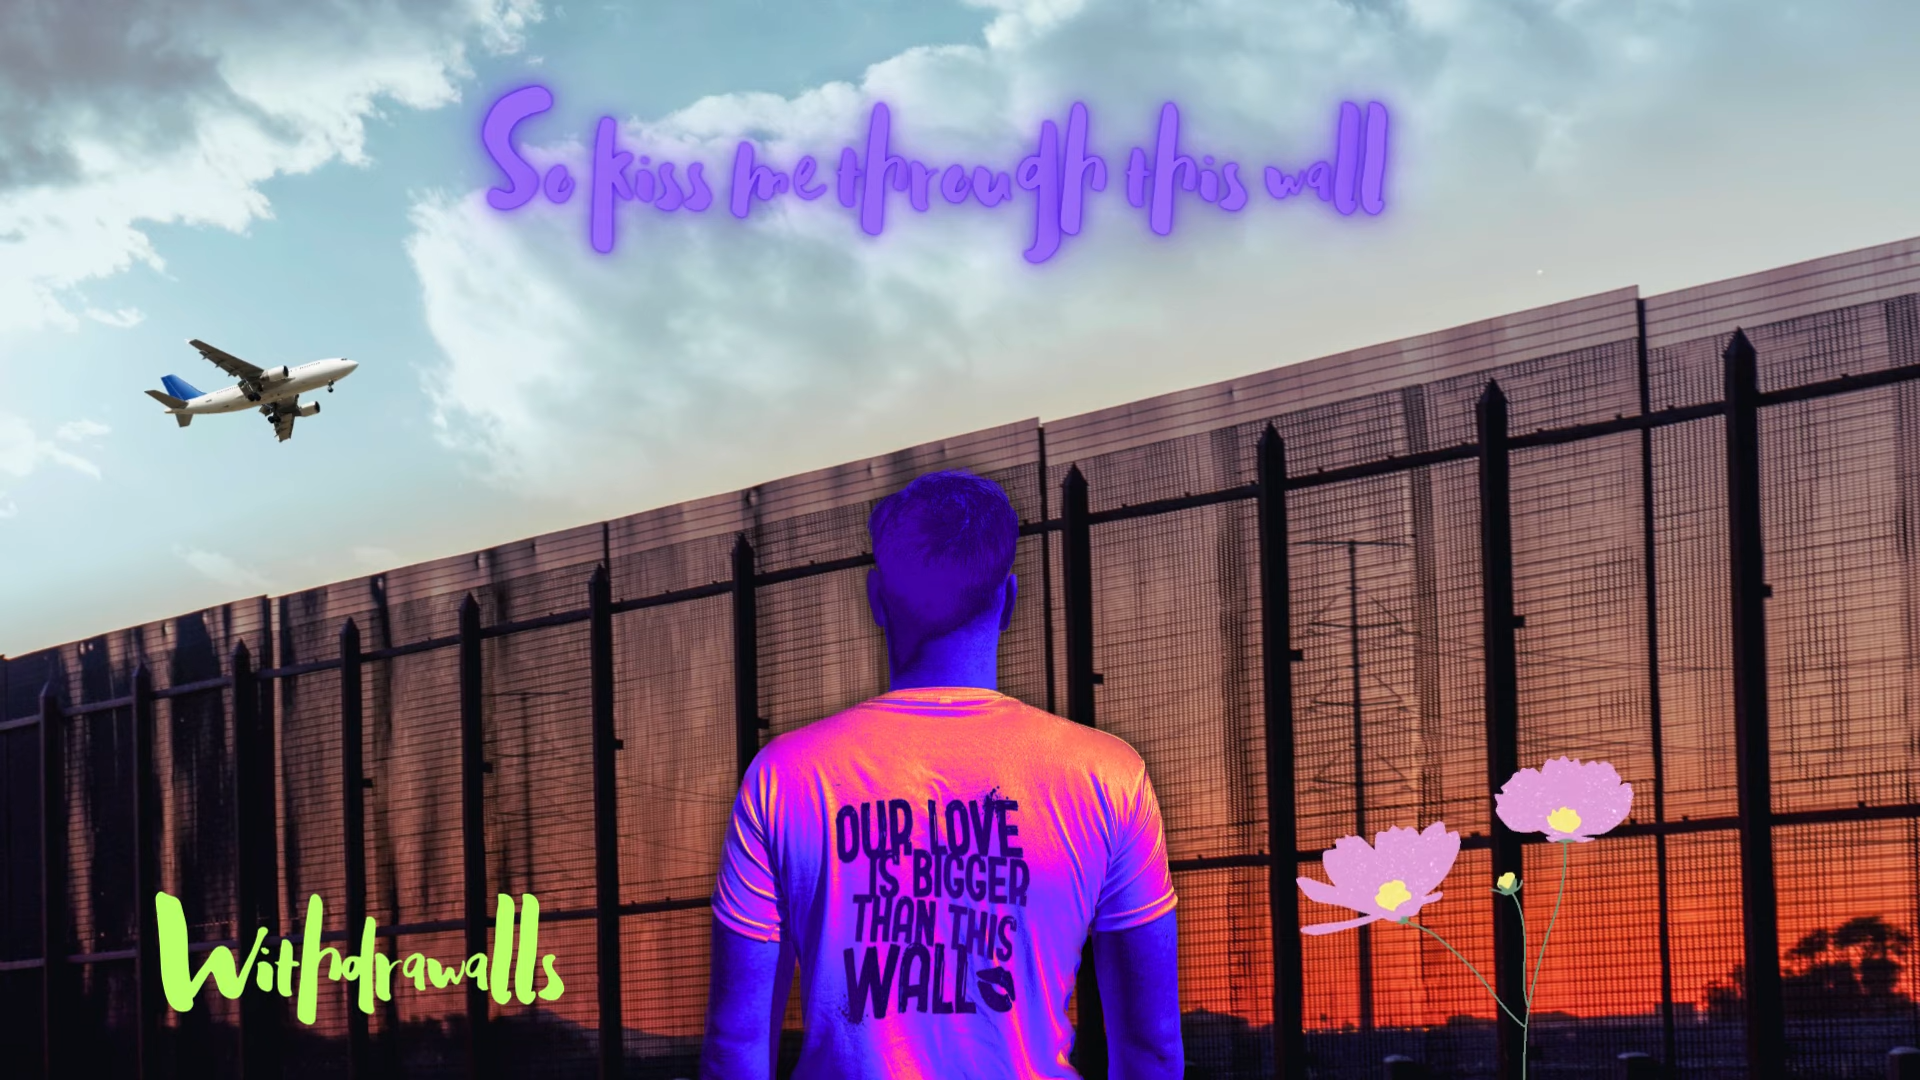 So kiss me through this wall
OUR LOVE
IS BIGGER
THAN THIS
WALL
Withdrawalls